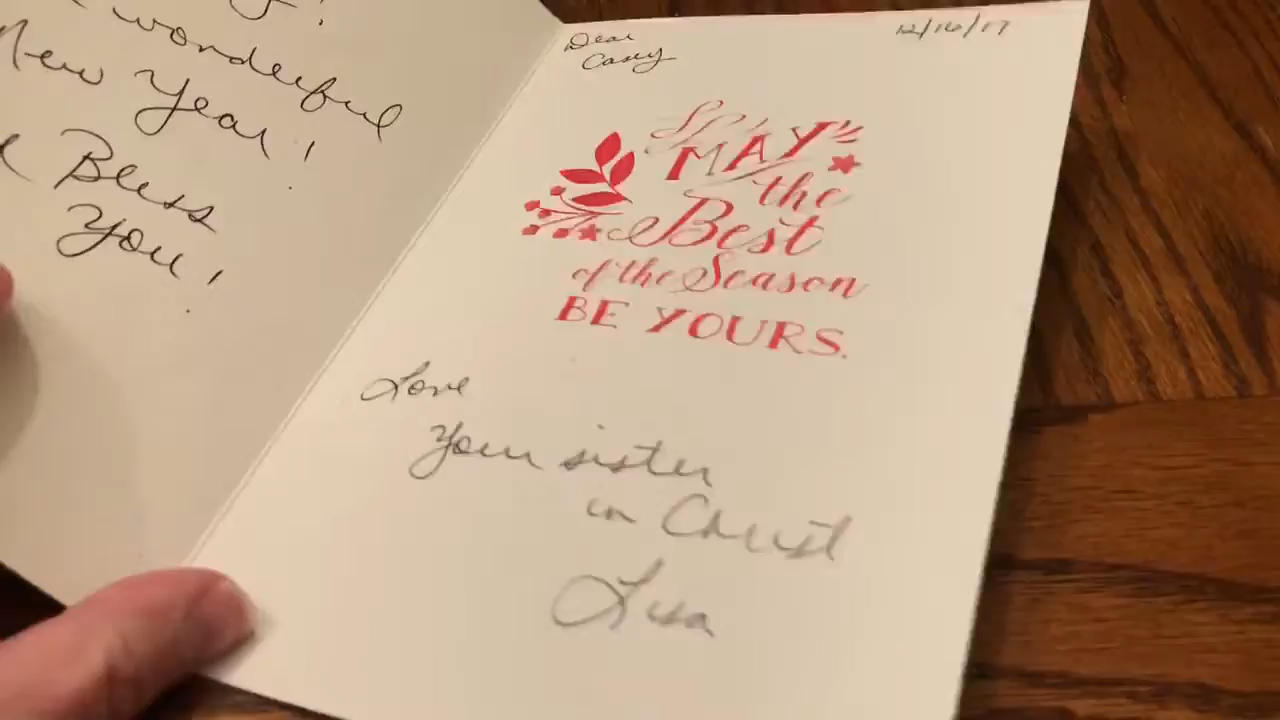 wonderful
New Year!
Bless
You!
Dear
Casey
12/16/17
MAY
the
Best
of the Season
BE YOURS.
Love
Your sister
in Christ
Lisa